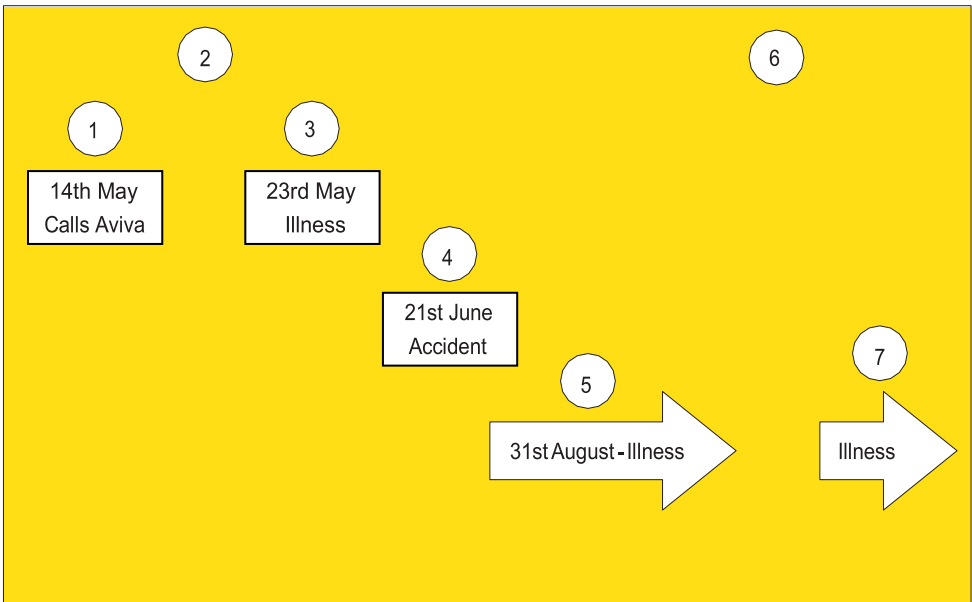 2
6
1
3
14th May
Calls Aviva
23rd May
Illness
4
21st June
Accident
5
7
31st August - Illness
Illness